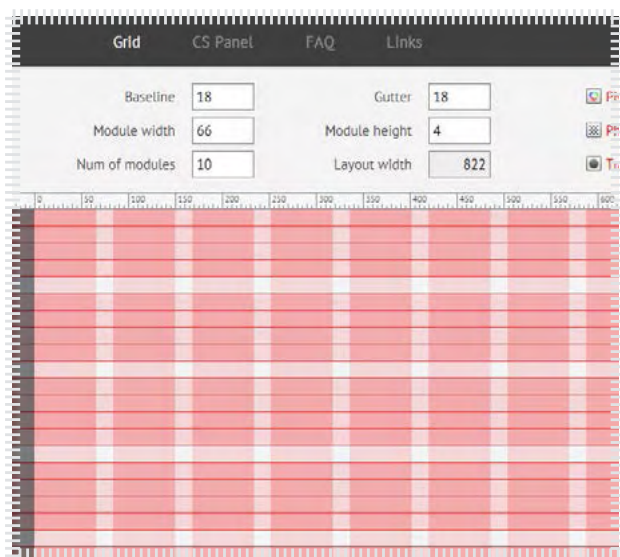 Grid CS Panel FAQ Links
Baseline 18 Gutter 18
Module width 66 Module height 4
Num of modules 10 Layout width 822
0 50 100 150 200 250 300 350 400 450 500 550 600